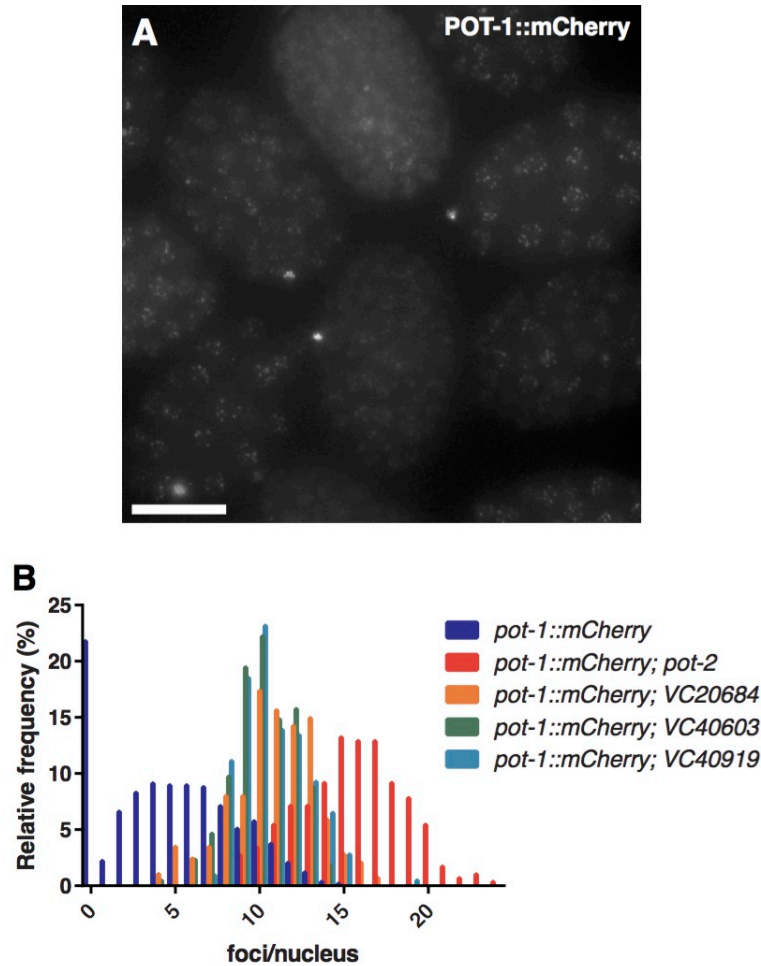 A
POT-1::mCherry
B
25
20
15
10
5
0
Relative frequency (%)
0
5
10
15
20
foci/nucleus
pot-1::mCherry
pot-1::mCherry; pot-2
pot-1::mCherry; VC20684
pot-1::mCherry; VC40603
pot-1::mCherry; VC40919